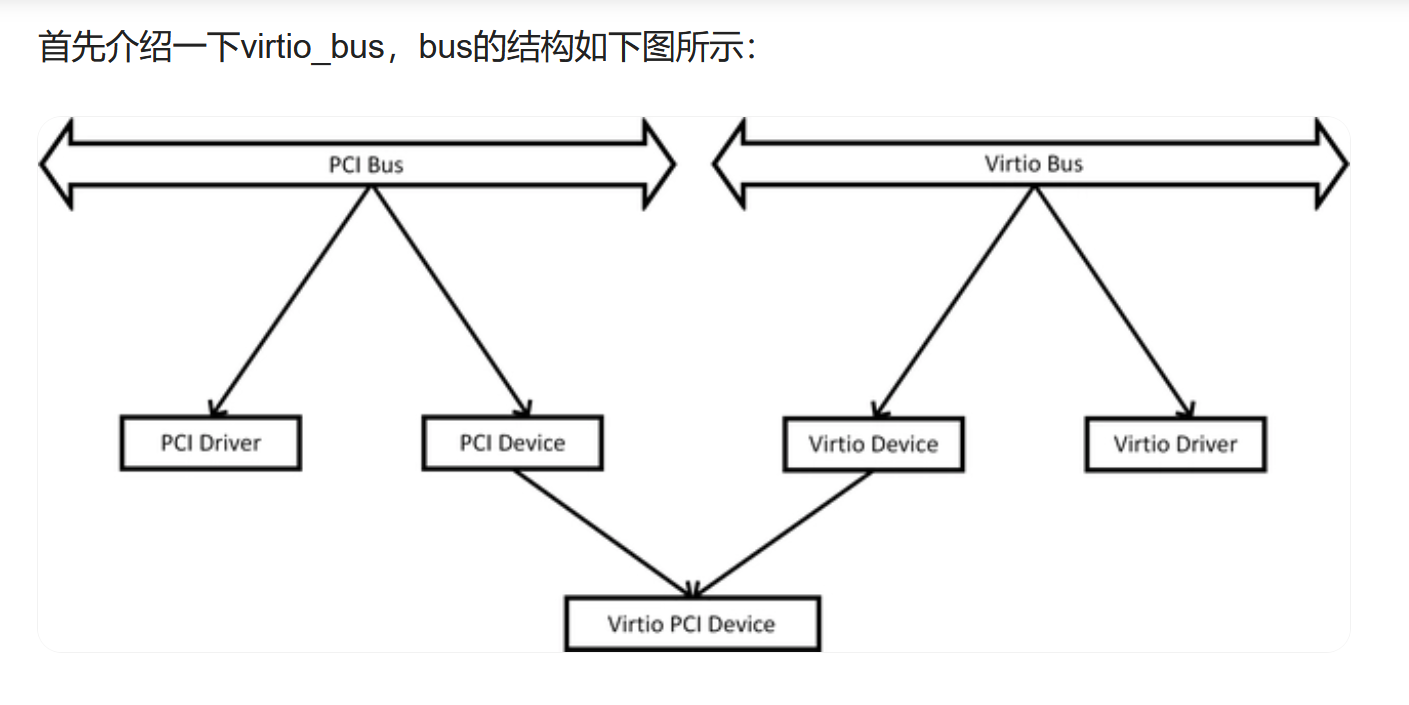 首先介绍一下virtio_bus，bus的结构如下图所示：
PCI Bus
Virtio Bus
PCI Driver
PCI Device
Virtio Device
Virtio Driver
Virtio PCI Device